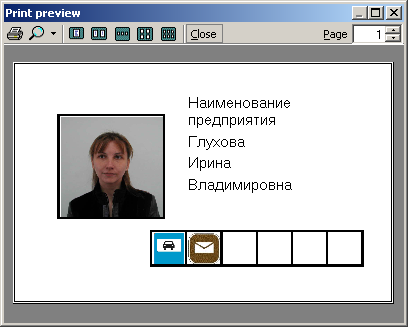 Print preview
Close
Page
1
Наименование
предприятия
Глухова
Ирина
Владимировна